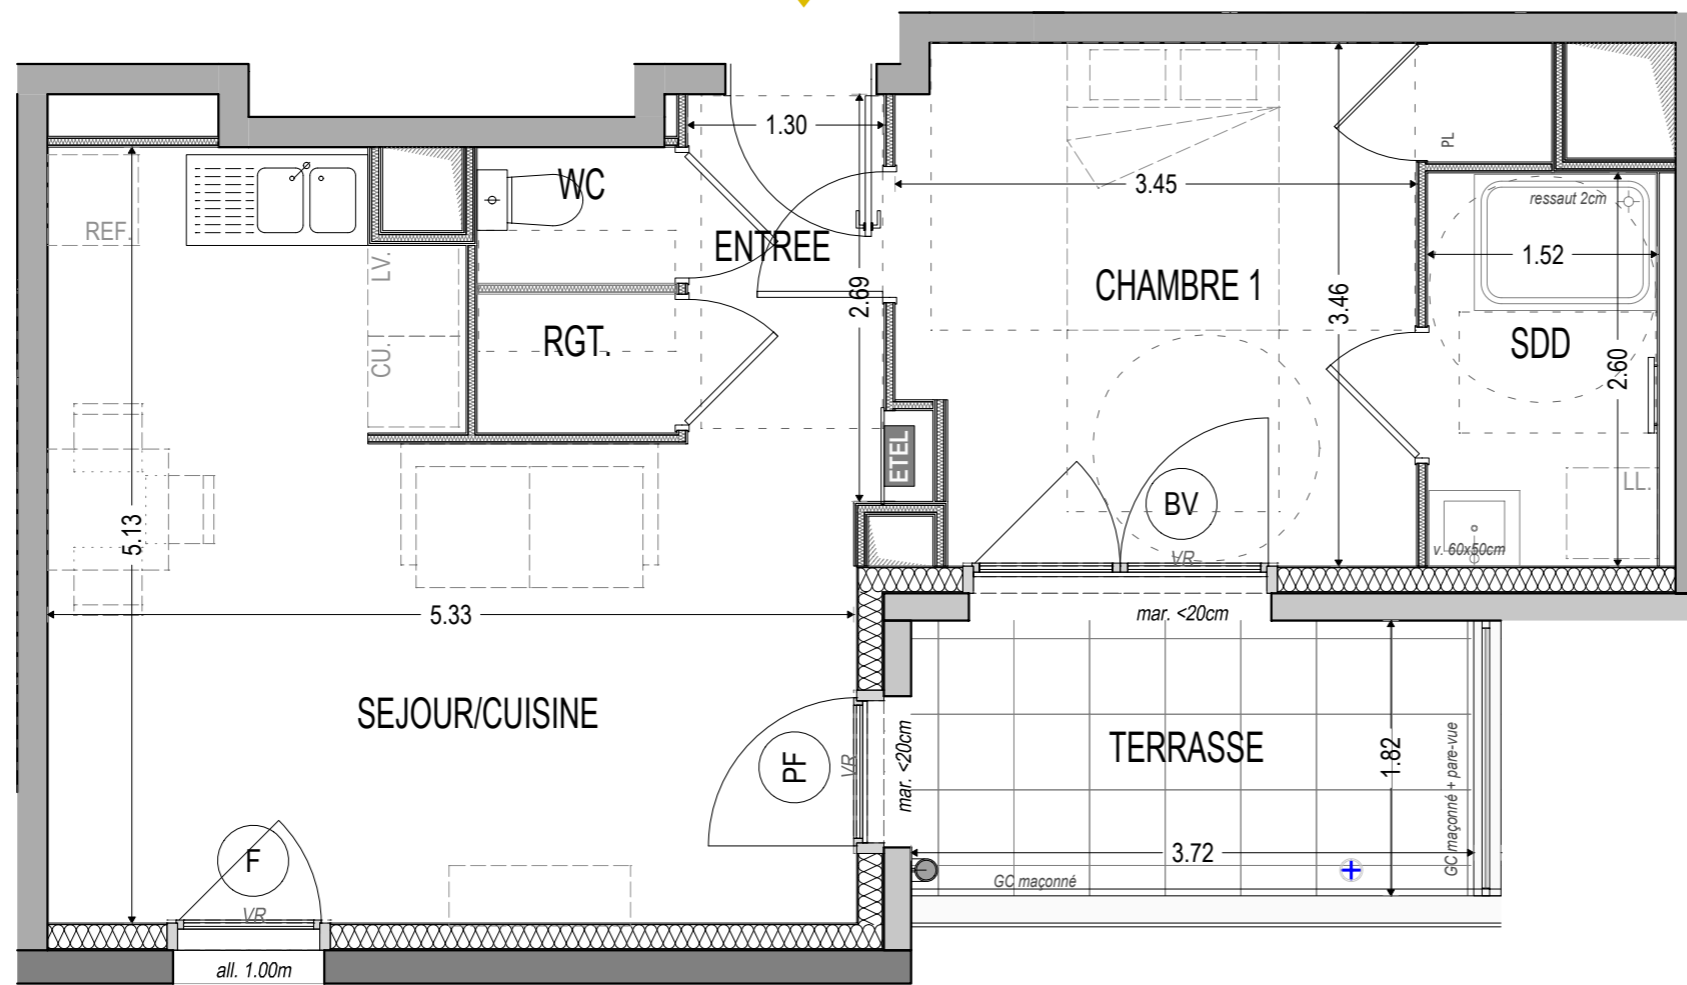 1.30
WC
PL
3.45
ressaut 2cm
REF.
ENTREE
1.52
LV.
CHAMBRE 1
2.69
3.46
RGT.
SDD
CU.
2.60
ETEL
LL.
BV
5.13
v. 60x50cm
VR
5.33
mar. <20cm
SEJOUR/CUISINE
TERRASSE
PF
VR
mar. <20cm
1.82
GC maçonné + pare-vue
3.72
F
GC maçonné
VR
all. 1.00m